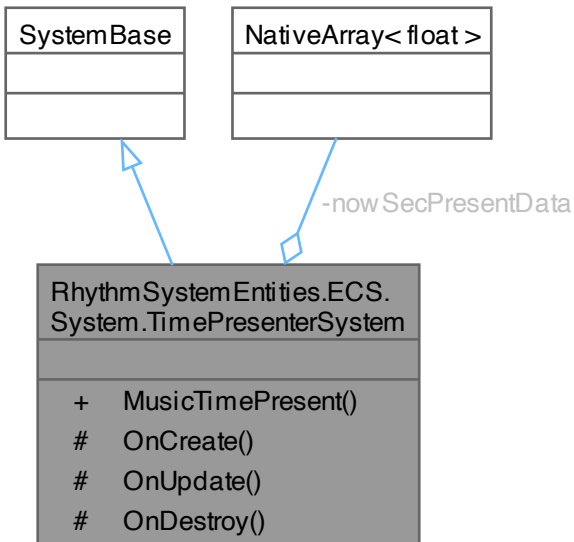 SystemBase
NativeArray< float >
-nowSecPresentData
RhythmSystemEntities.ECS.
System.TimePresenterSystem
+ MusicTimePresent()
# OnCreate()
# OnUpdate()
# OnDestroy()